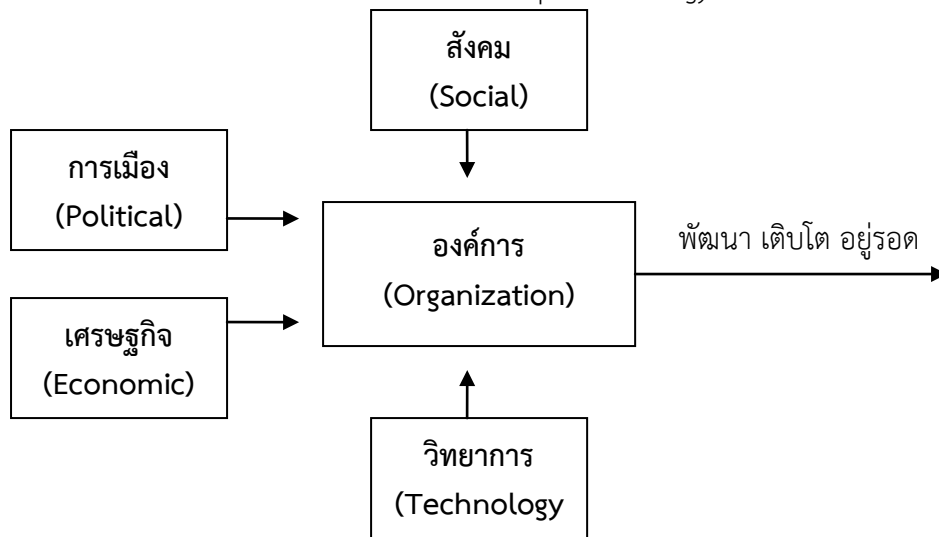 สังคม
(Social)
การเมือง
(Political)
องค์การ
(Organization)
พัฒนา เติบโต อยู่รอด
เศรษฐกิจ
(Economic)
วิทยาการ
(Technology